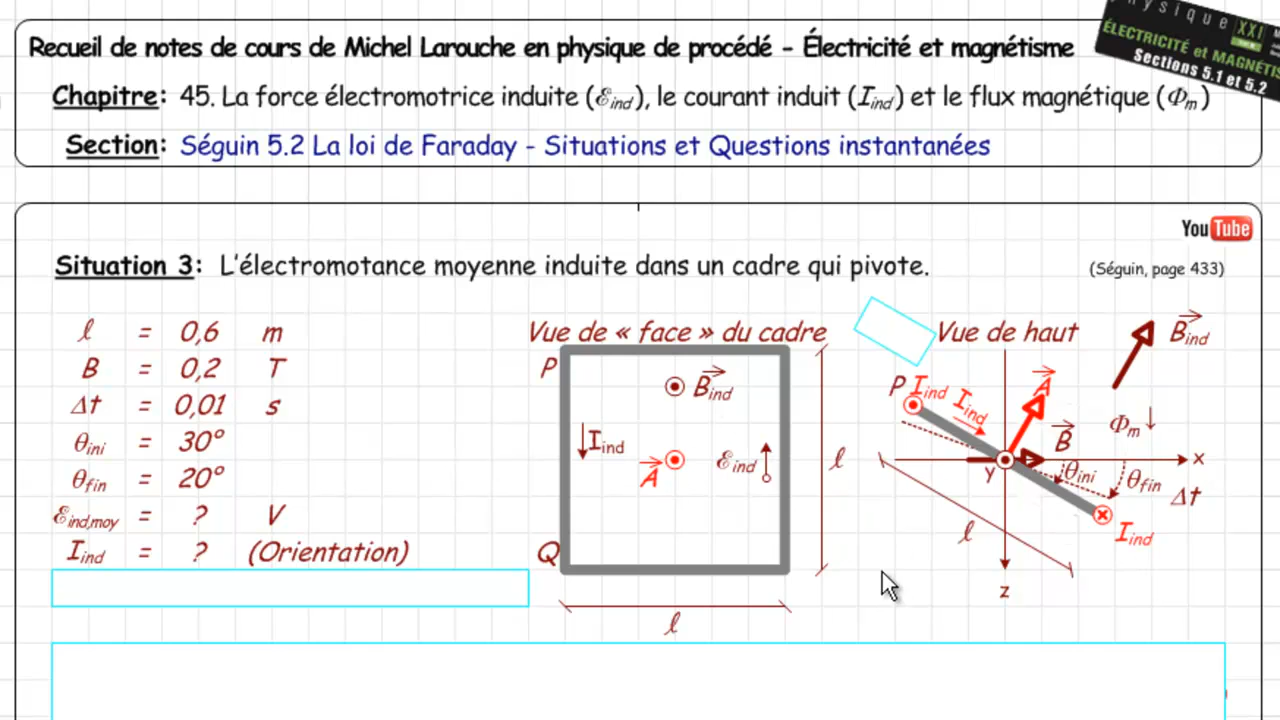 Physique XXI
ÉLECTRICITÉ et MAGNÉTIS
Sections 5.1 et 5.2
Recueil de notes de cours de Michel Larouche en physique de procédé - Électricité et magnétisme
Chapitre: 45. La force électromotrice induite (ℰind), le courant induit (Iind) et le flux magnétique (Φm)
Section: Séguin 5.2 La loi de Faraday - Situations et Questions instantanées
You Tube
Situation 3: L'électromotance moyenne induite dans un cadre qui pivote.
(Séguin, page 433)
ℓ = 0,6 m
B = 0,2 T
Δt = 0,01 s
θini = 30°
θfin = 20°
ℰind,moy = ? V
Iind = ? (Orientation)
Vue de « face » du cadre
P
Bind
Iind
A
ℰind
ℓ
Q
ℓ
Vue de haut
Bind
P Iind Iind
A
Φm↓
B
x
y
θini
θfin
Δt
ℓ
Iind
z